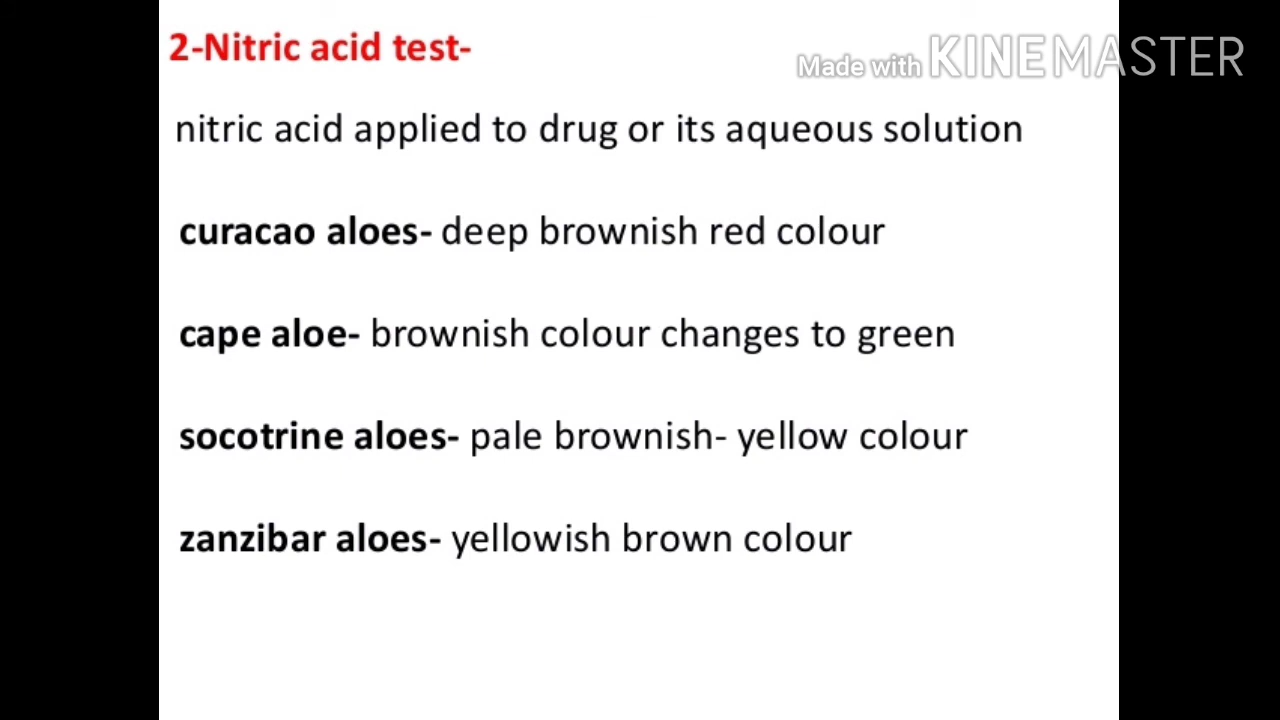 2-Nitric acid test-
Made with KINEMASTER
nitric acid applied to drug or its aqueous solution
curacao aloes- deep brownish red colour
cape aloe- brownish colour changes to green
socotrine aloes- pale brownish- yellow colour
zanzibar aloes- yellowish brown colour